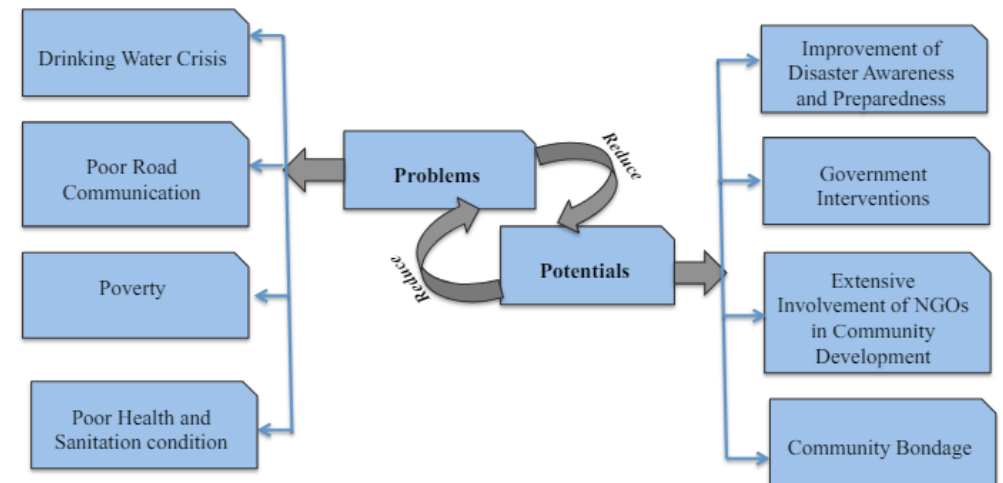 Drinking Water Crisis
Poor Road
Communication
Poverty
Poor Health and
Sanitation condition
Problems
Reduce
Reduce
Potentials
Improvement of
Disaster Awareness
and Preparedness
Government
Interventions
Extensive
Involvement of NGOs
in Community
Development
Community Bondage